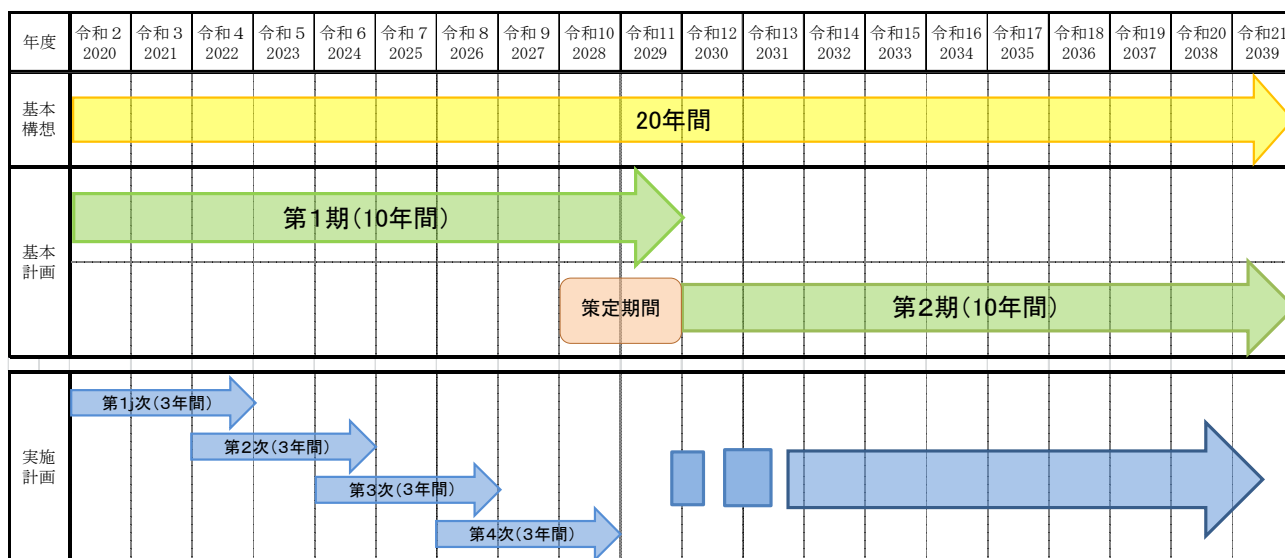 年度
令和２
2020
令和３
2021
令和４
2022
令和５
2023
令和６
2024
令和７
2025
令和８
2026
令和９
2027
令和10
2028
令和11
2029
令和12
2030
令和13
2031
令和14
2032
令和15
2033
令和16
2034
令和17
2035
令和18
2036
令和19
2037
令和20
2038
令和21
2039
基本
構想
20年間
基本
計画
第１期（10年間）
策定期間
第２期（10年間）
実施
計画
第1j次（３年間）
第２次（３年間）
第３次（３年間）
第４次（３年間）